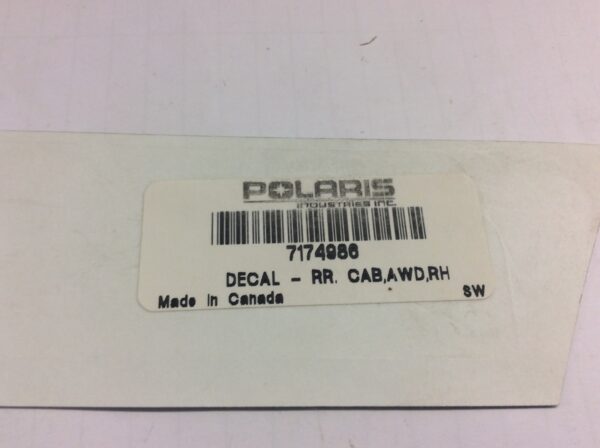 POLARIS
INDUSTRIES INC.
7174986
DECAL - RR. CAB,AWD,RH
Made in Canada
SW